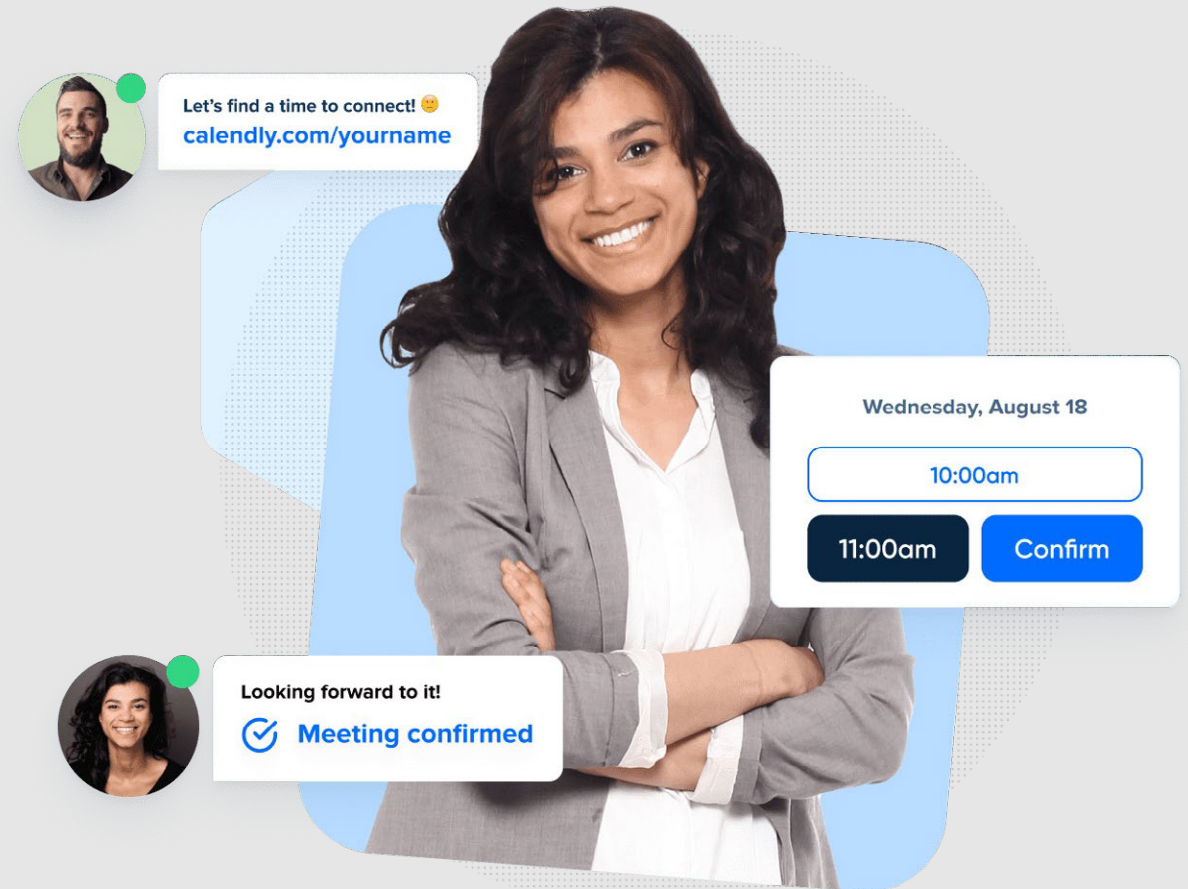 Let's find a time to connect! 🙂
calendly.com/yourname
Wednesday, August 18
10:00am
11:00am
Confirm
Looking forward to it!
Meeting confirmed